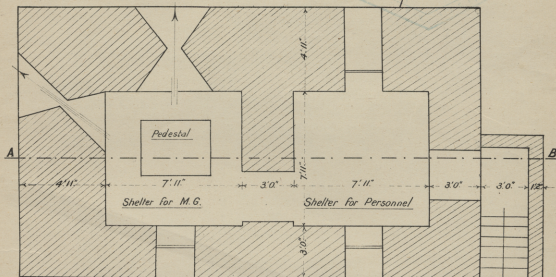 4'.11"
Pedestal
A
B
4'.11"
7'.11"
3'.0."
7'.11"
7'.11"
3'.0"
3'.0."
12"
Shelter for M.G.
Shelter for Personnel
3'.0."